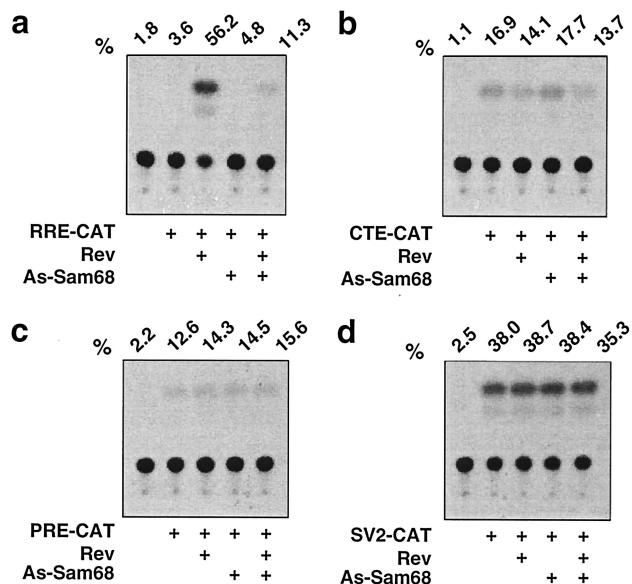 a
% 1.8 3.6 56.2 4.8 11.3
RRE-CAT + + + +
Rev + +
As-Sam68 + +
b
% 1.1 16.9 14.1 17.7 13.7
CTE-CAT + + + +
Rev + +
As-Sam68 + +
c
% 2.2 12.6 14.3 14.5 15.6
PRE-CAT + + + +
Rev + +
As-Sam68 + +
d
% 2.5 38.0 38.7 38.4 35.3
SV2-CAT + + + +
Rev + +
As-Sam68 + +